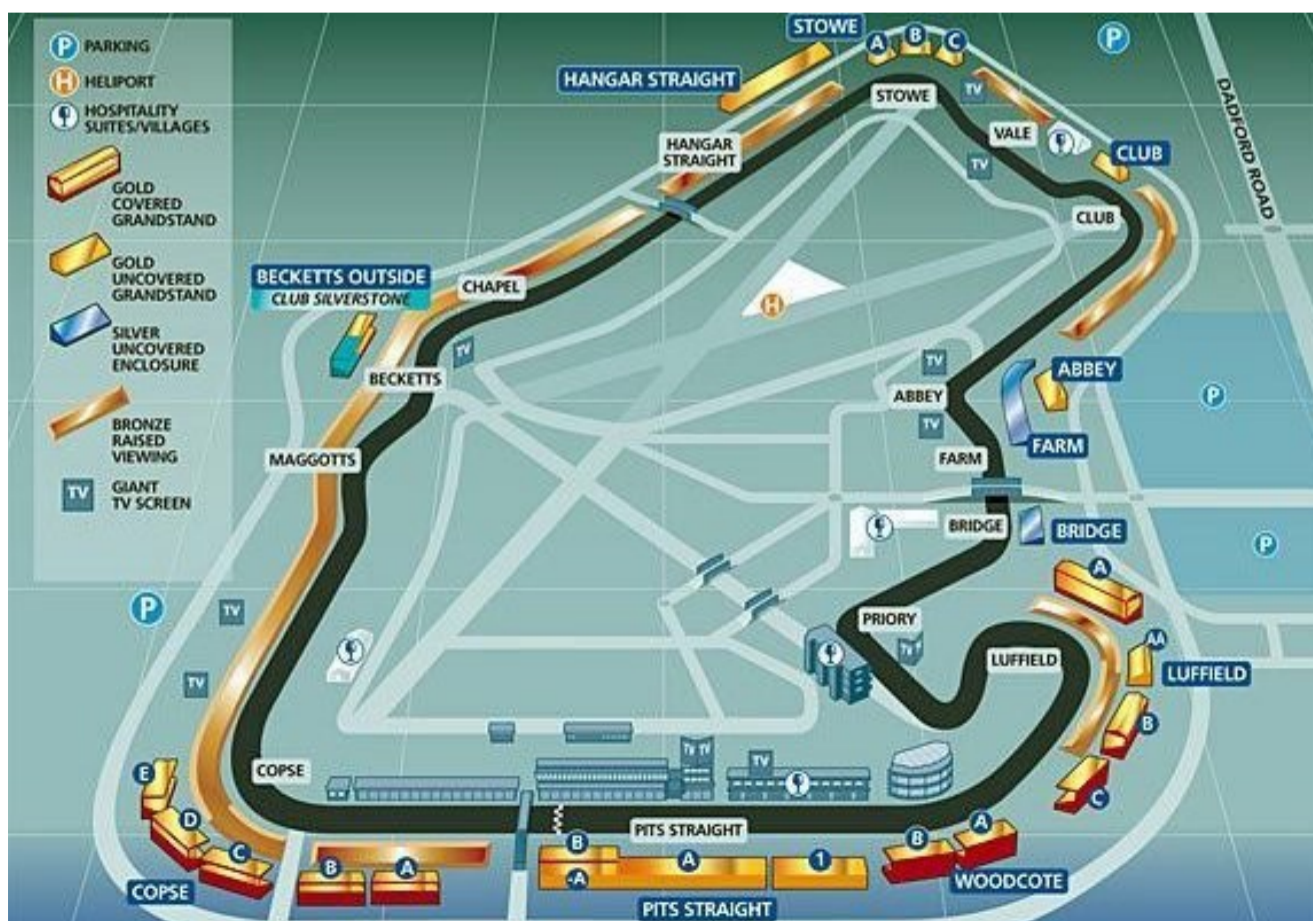 P PARKING
H HELIPORT
HOSPITALITY
SUITES/VILLAGES
GOLD
COVERED
GRANDSTAND
GOLD
UNCOVERED
GRANDSTAND
SILVER
UNCOVERED
ENCLOSURE
BRONZE
RAISED
VIEWING
TV GIANT
TV SCREEN
STOWE
A B C
P
HANGAR STRAIGHT
STOWE
TV
VALE
DADFORD ROAD
HANGAR
STRAIGHT
TV
CLUB
CLUB
BECKETTS OUTSIDE
CLUB SILVERSTONE
CHAPEL
H
TV
BECKETTS
TV
ABBEY
ABBEY
P
TV
FARM
FARM
MAGGOTTS
BRIDGE
BRIDGE
P
A
P
TV
PRIORY
TV T
LUFFIELD
AA
LUFFIELD
TV
B
COPSE
TV TV
TV
E
D
C
B
A
PITS STRAIGHT
B
A
-A
1
B
A
C
COPSE
WOODCOTE
PITS STRAIGHT